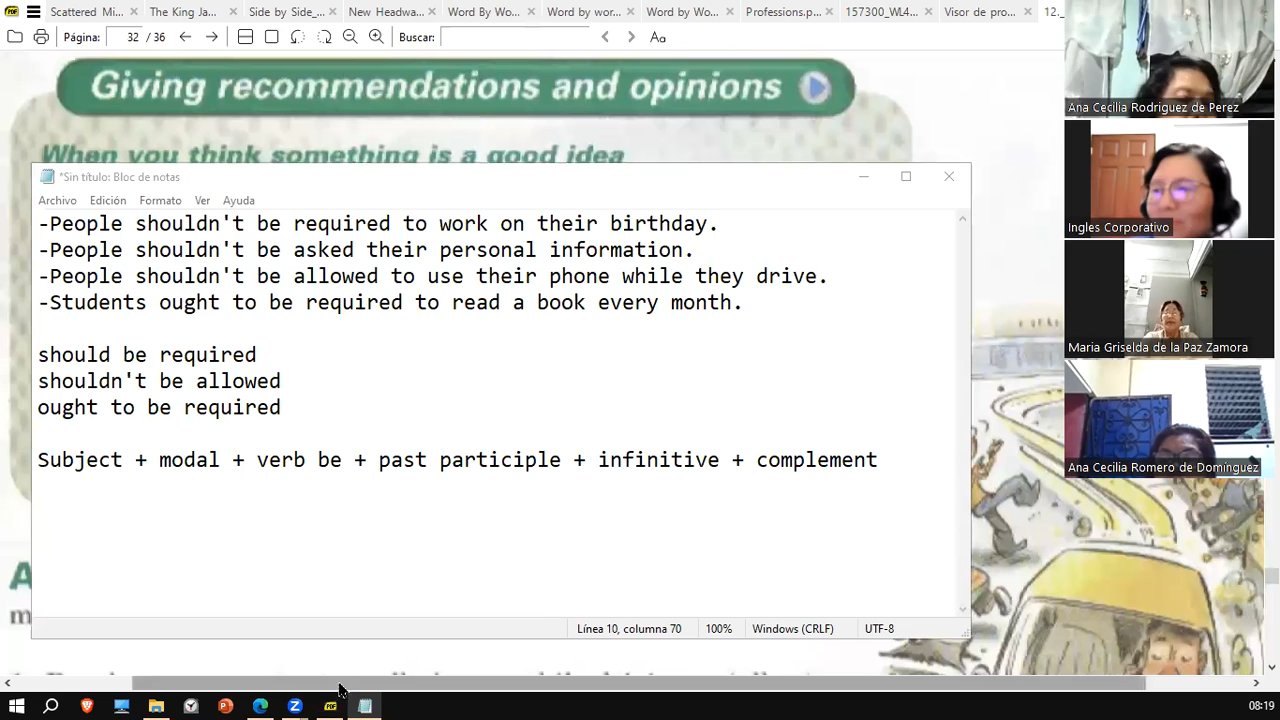 Scattered Mi...
The King Ja...
Side by Side_...
New Headwa...
Word By Wo...
Word by wor...
Word by Wo...
Professions.p...
157300_WL4...
Visor de pro...
12._
Página: 32 / 36 Buscar: Aa
Giving recommendations and opinions
When you think something is a good idea
*Sin título: Bloc de notas
Archivo Edición Formato Ver Ayuda
-People shouldn't be required to work on their birthday.
-People shouldn't be asked their personal information.
-People shouldn't be allowed to use their phone while they drive.
-Students ought to be required to read a book every month.
should be required
shouldn't be allowed
ought to be required
Subject + modal + verb be + past participle + infinitive + complement
Línea 10, columna 70 100% Windows (CRLF) UTF-8
A
m
Ana Cecilia Rodriguez de Perez
Ingles Corporativo
Maria Griselda de la Paz Zamora
Ana Cecilia Romero de Dominguez
08:19